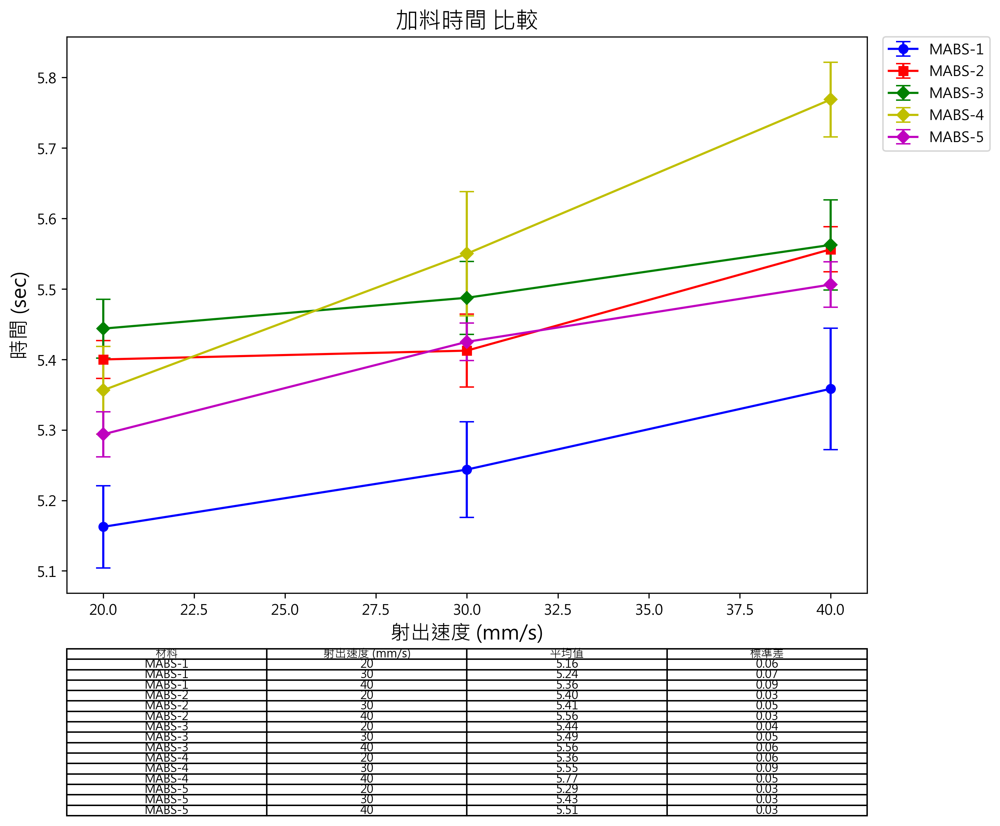 加料時間 比較
MABS-1
MABS-2
MABS-3
MABS-4
MABS-5
時間 (sec)
5.8
5.7
5.6
5.5
5.4
5.3
5.2
5.1
20.0 22.5 25.0 27.5 30.0 32.5 35.0 37.5 40.0
射出速度 (mm/s)
材料 射出速度 (mm/s) 平均值 標準差
MABS-1 20 5.16 0.06
MABS-1 30 5.24 0.07
MABS-1 40 5.36 0.09
MABS-2 20 5.40 0.03
MABS-2 30 5.41 0.05
MABS-2 40 5.56 0.03
MABS-3 20 5.44 0.04
MABS-3 30 5.49 0.05
MABS-3 40 5.56 0.06
MABS-4 20 5.36 0.06
MABS-4 30 5.55 0.09
MABS-4 40 5.77 0.05
MABS-5 20 5.29 0.03
MABS-5 30 5.43 0.03
MABS-5 40 5.51 0.03